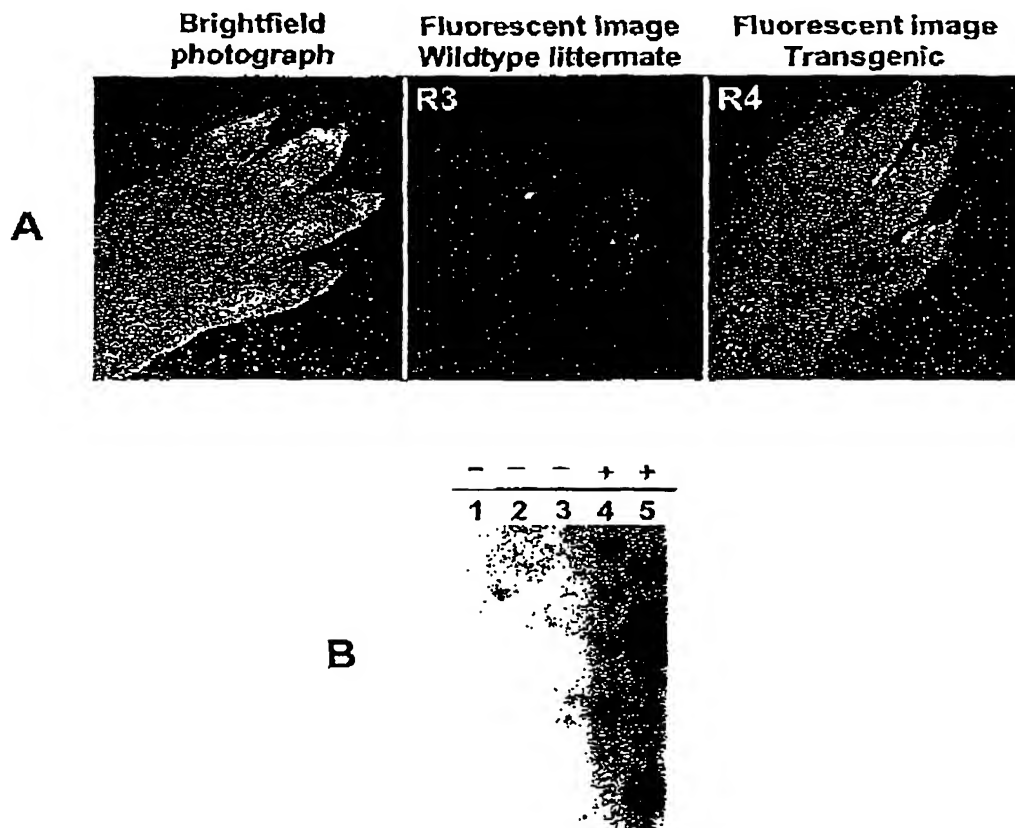 Brightfield photograph
Fluorescent image Wildtype littermate
Fluorescent image Transgenic
R3
R4
A
- - - + +
1 2 3 4 5
B